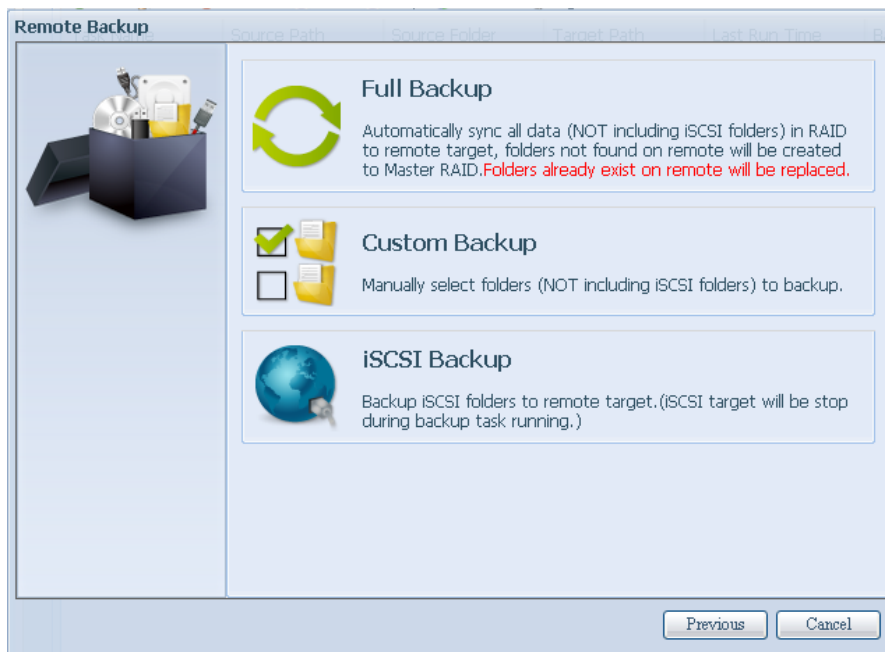 Remote Backup
Task Name Source Path Source Folder Target Path Last Run Time
Full Backup
Automatically sync all data (NOT including iSCSI folders) in RAID
to remote target, folders not found on remote will be created
to Master RAID.Folders already exist on remote will be replaced.
Custom Backup
Manually select folders (NOT including iSCSI folders) to backup.
iSCSI Backup
Backup iSCSI folders to remote target.(iSCSI target will be stop
during backup task running.)
Previous Cancel